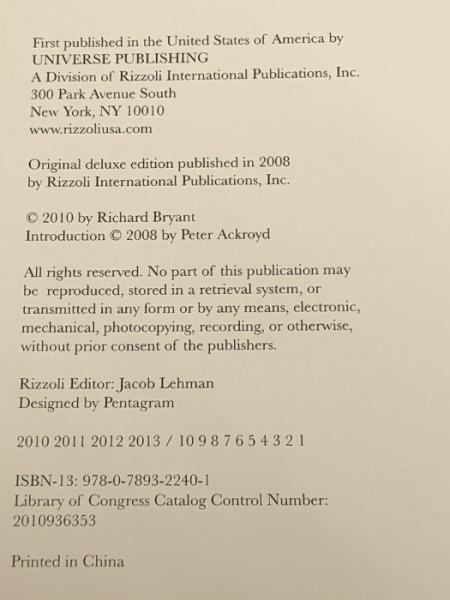 First published in the United States of America by
UNIVERSE PUBLISHING
A Division of Rizzoli International Publications, Inc.
300 Park Avenue South
New York, NY 10010
www.rizzoliusa.com
Original deluxe edition published in 2008
by Rizzoli International Publications, Inc.
© 2010 by Richard Bryant
Introduction © 2008 by Peter Ackroyd
All rights reserved. No part of this publication may
be reproduced, stored in a retrieval system, or
transmitted in any form or by any means, electronic,
mechanical, photocopying, recording, or otherwise,
without prior consent of the publishers.
Rizzoli Editor: Jacob Lehman
Designed by Pentagram
2010 2011 2012 2013 / 10 9 8 7 6 5 4 3 2 1
ISBN-13: 978-0-7893-2240-1
Library of Congress Catalog Control Number:
2010936353
Printed in China